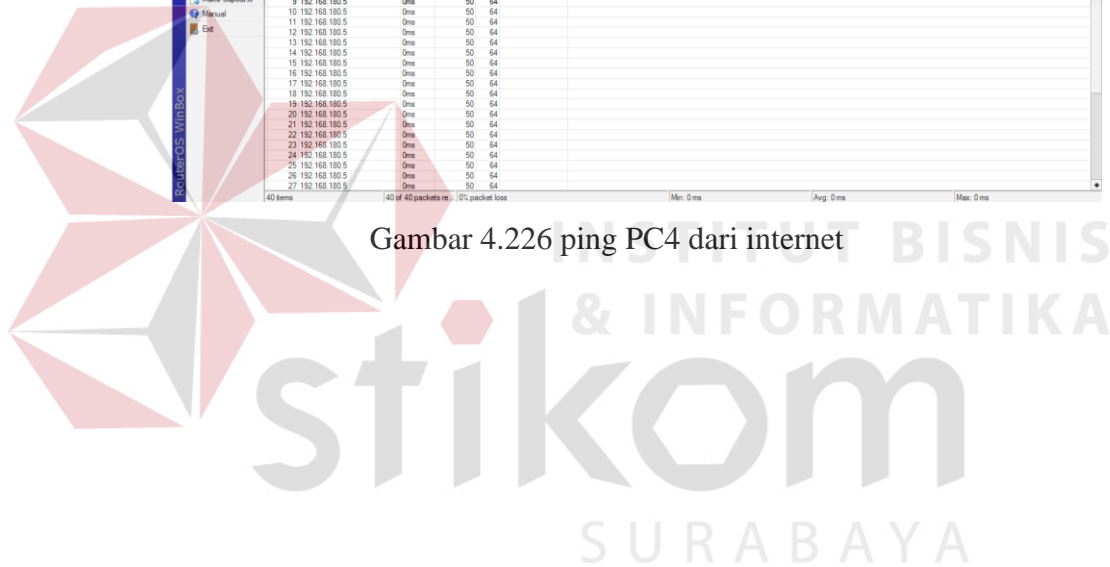 9 192.168.180.5 0ms 50 64
Manual
10 192.168.180.5 0ms 50 64
11 192.168.180.5 0ms 50 64
Exit
12 192.168.180.5 0ms 50 64
13 192.168.180.5 0ms 50 64
14 192.168.180.5 0ms 50 64
15 192.168.180.5 0ms 50 64
16 192.168.180.5 0ms 50 64
17 192.168.180.5 0ms 50 64
18 192.168.180.5 0ms 50 64
19 192.168.180.5 0ms 50 64
20 192.168.180.5 0ms 50 64
21 192.168.180.5 0ms 50 64
22 192.168.180.5 0ms 50 64
23 192.168.180.5 0ms 50 64
24 192.168.180.5 0ms 50 64
25 192.168.180.5 0ms 50 64
26 192.168.180.5 0ms 50 64
27 192.168.180.5 0ms 50 64
RouterOS WinBox
40 items 40 of 40 packets re... 0% packet loss Min: 0 ms Avg: 0 ms Max: 0 ms
Gambar 4.226 ping PC4 dari internet
INSTITUT BISNIS
& INFORMATIKA
stikom
SURABAYA